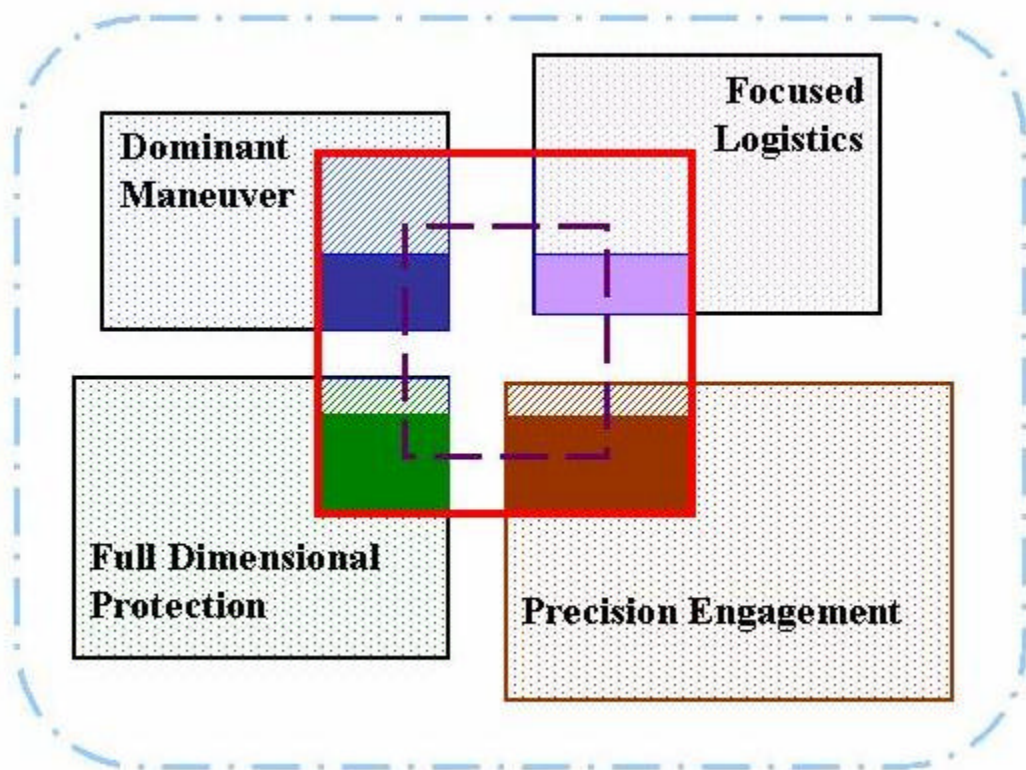 Dominant
Maneuver
Focused
Logistics
Full Dimensional
Protection
Precision Engagement